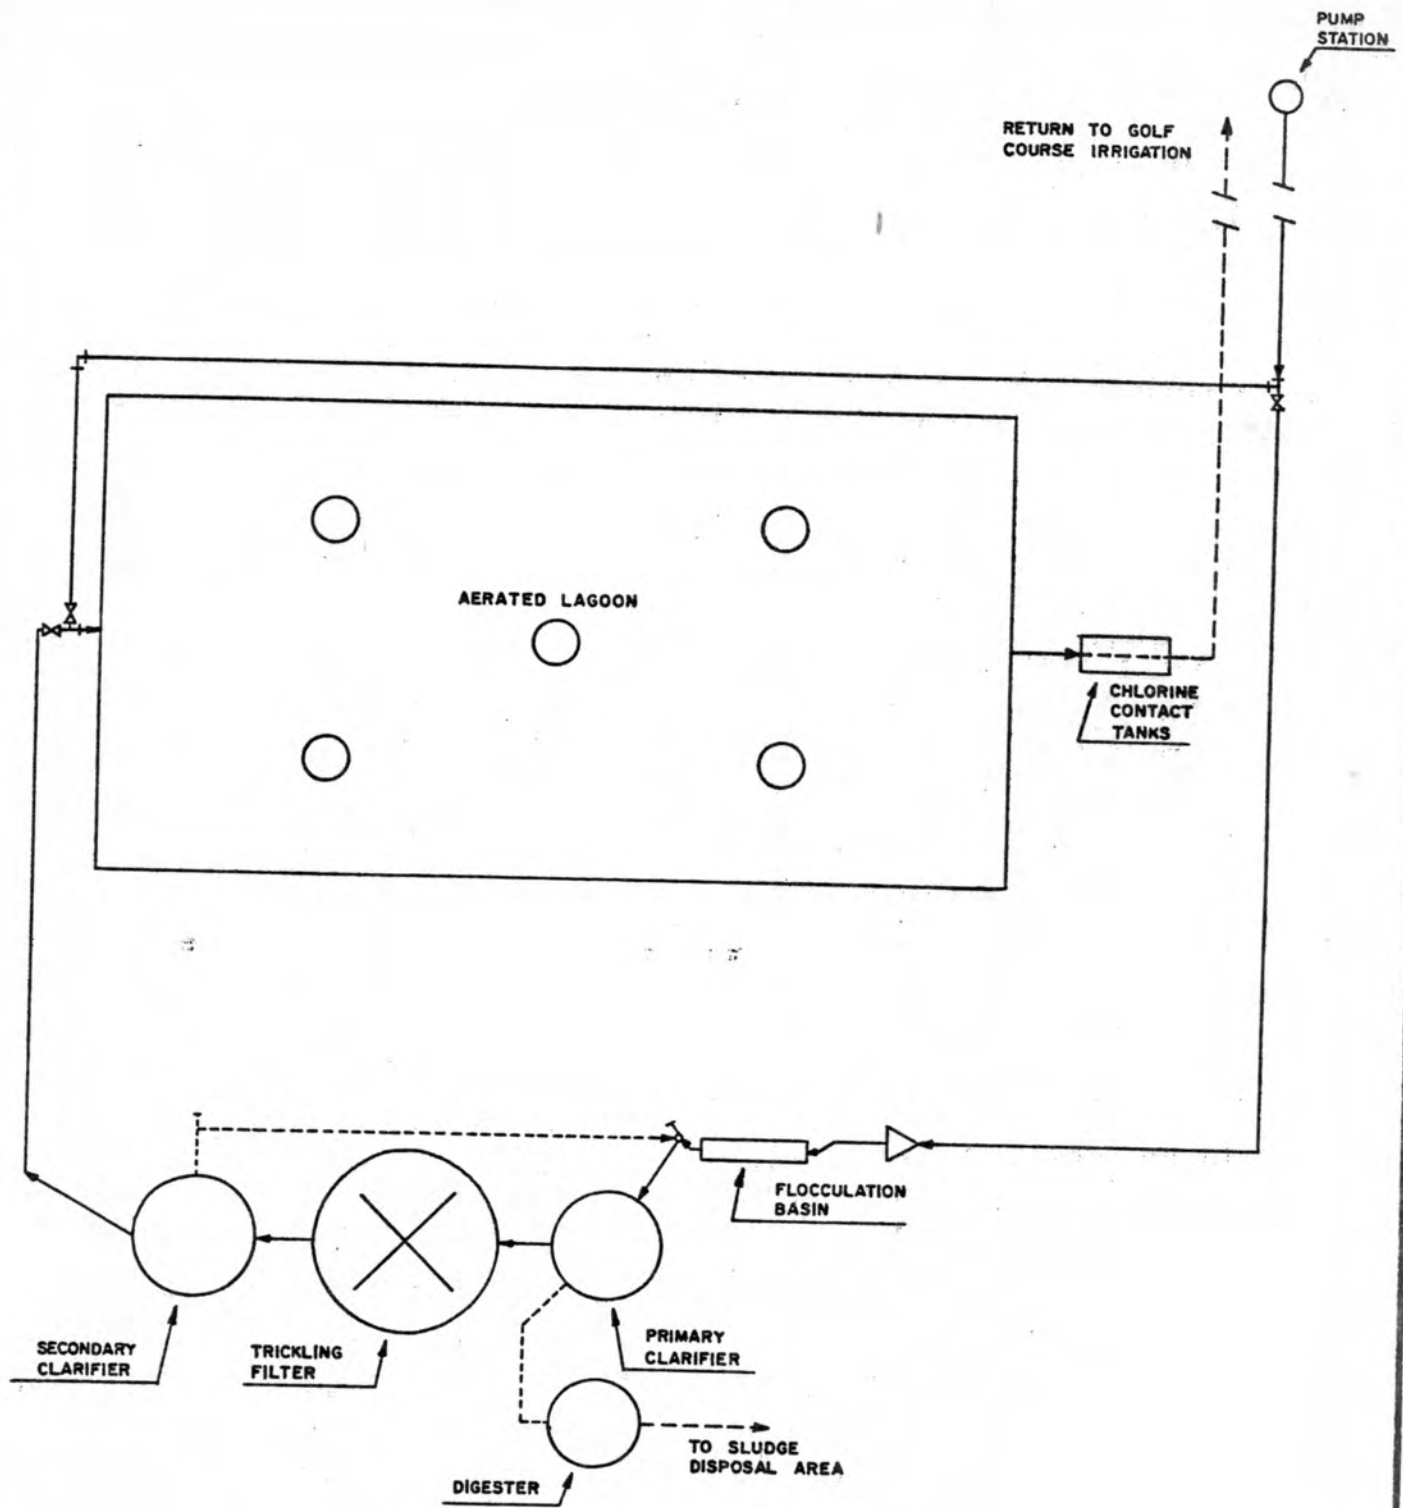 PUMP
STATION
RETURN TO GOLF
COURSE IRRIGATION
AERATED LAGOON
CHLORINE
CONTACT
TANKS
FLOCCULATION
BASIN
SECONDARY
CLARIFIER
TRICKLING
FILTER
PRIMARY
CLARIFIER
TO SLUDGE
DISPOSAL AREA
DIGESTER